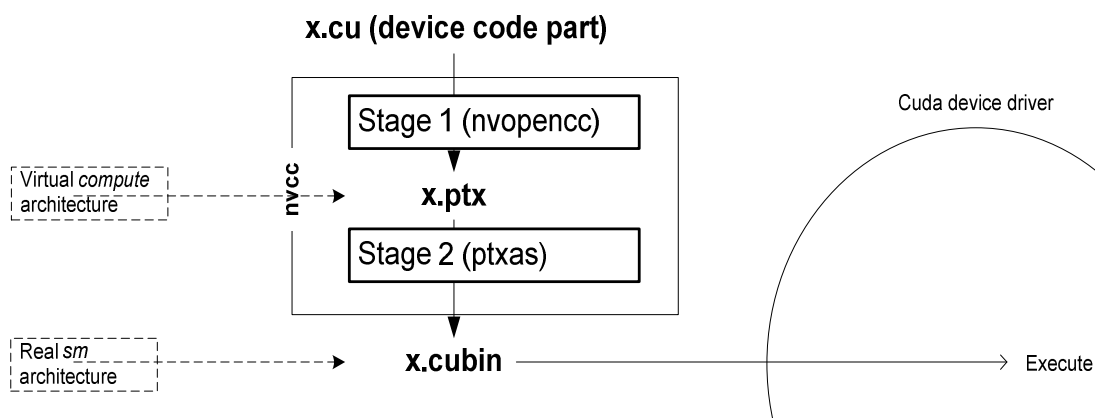 x.cu (device code part)
Cuda device driver
Stage 1 (nvopencc)
nvcc
Virtual compute
architecture
x.ptx
Stage 2 (ptxas)
Real sm
architecture
x.cubin
Execute